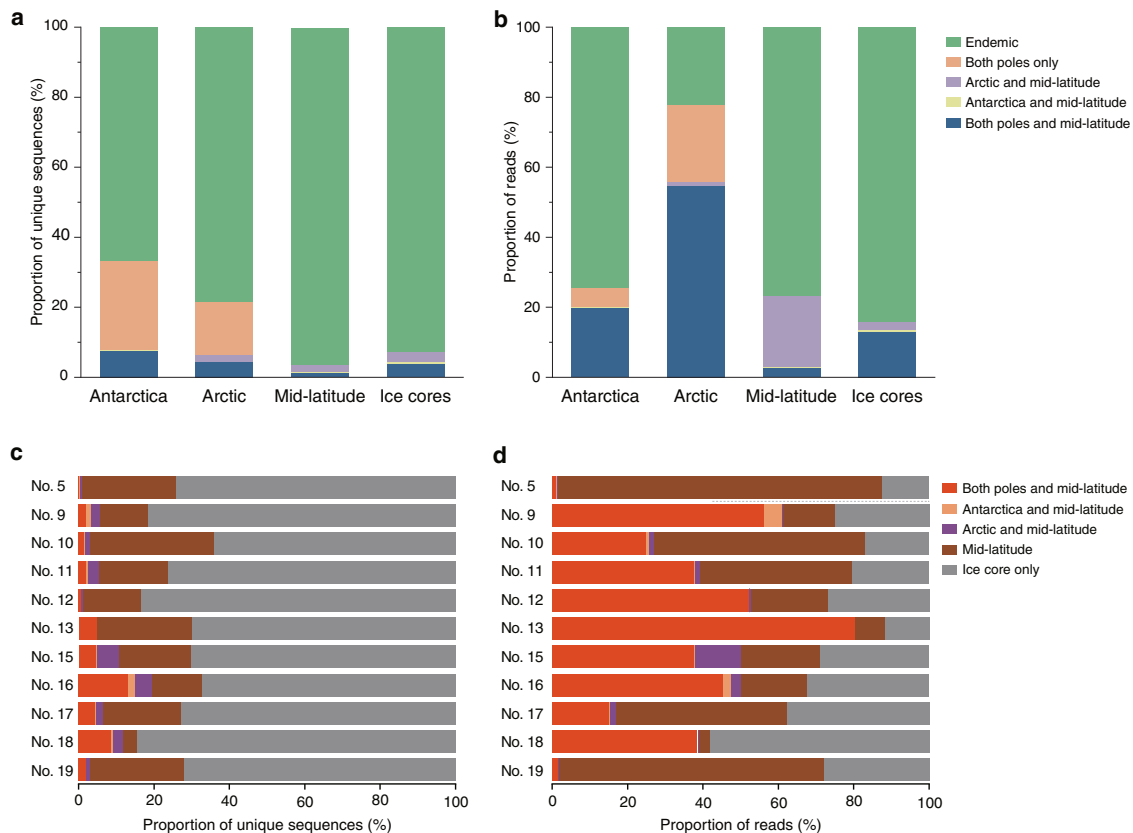 a
Proportion of unique sequences (%)
100
80
60
40
20
0
Antarctica
Arctic
Mid-latitude
Ice cores
b
Proportion of reads (%)
100
80
60
40
20
0
Antarctica
Arctic
Mid-latitude
Ice cores
Endemic
Both poles only
Arctic and mid-latitude
Antarctica and mid-latitude
Both poles and mid-latitude
c
No. 5
No. 9
No. 10
No. 11
No. 12
No. 13
No. 15
No. 16
No. 17
No. 18
No. 19
0 20 40 60 80 100
Proportion of unique sequences (%)
d
No. 5
No. 9
No. 10
No. 11
No. 12
No. 13
No. 15
No. 16
No. 17
No. 18
No. 19
0 20 40 60 80 100
Proportion of reads (%)
Both poles and mid-latitude
Antarctica and mid-latitude
Arctic and mid-latitude
Mid-latitude
Ice core only